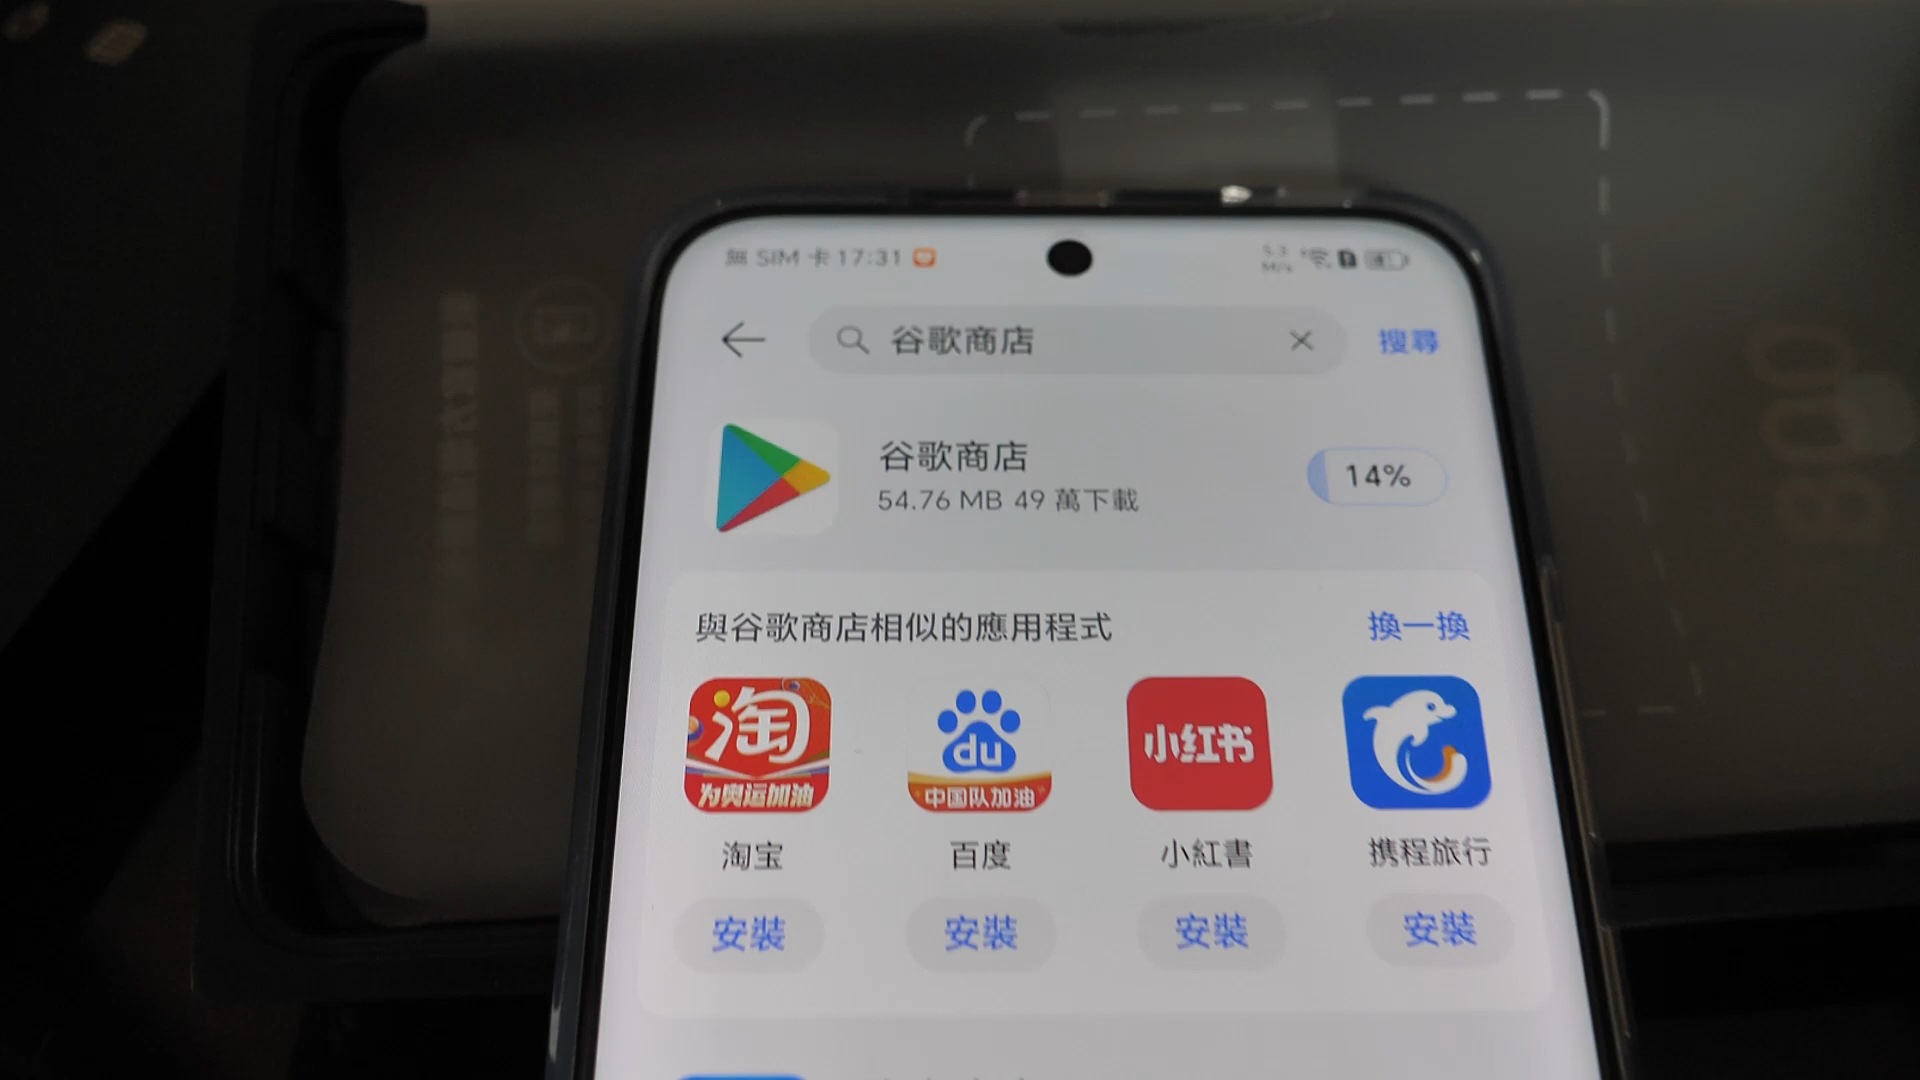 無 SIM 卡 17:31
5.3
M/s
谷歌商店
搜尋
谷歌商店
54.76 MB 49 萬下載
14%
與谷歌商店相似的應用程式
換一換
淘
为奥运加油
du
中国队加油
小红书
淘宝
百度
小紅書
携程旅行
安裝
安裝
安裝
安裝